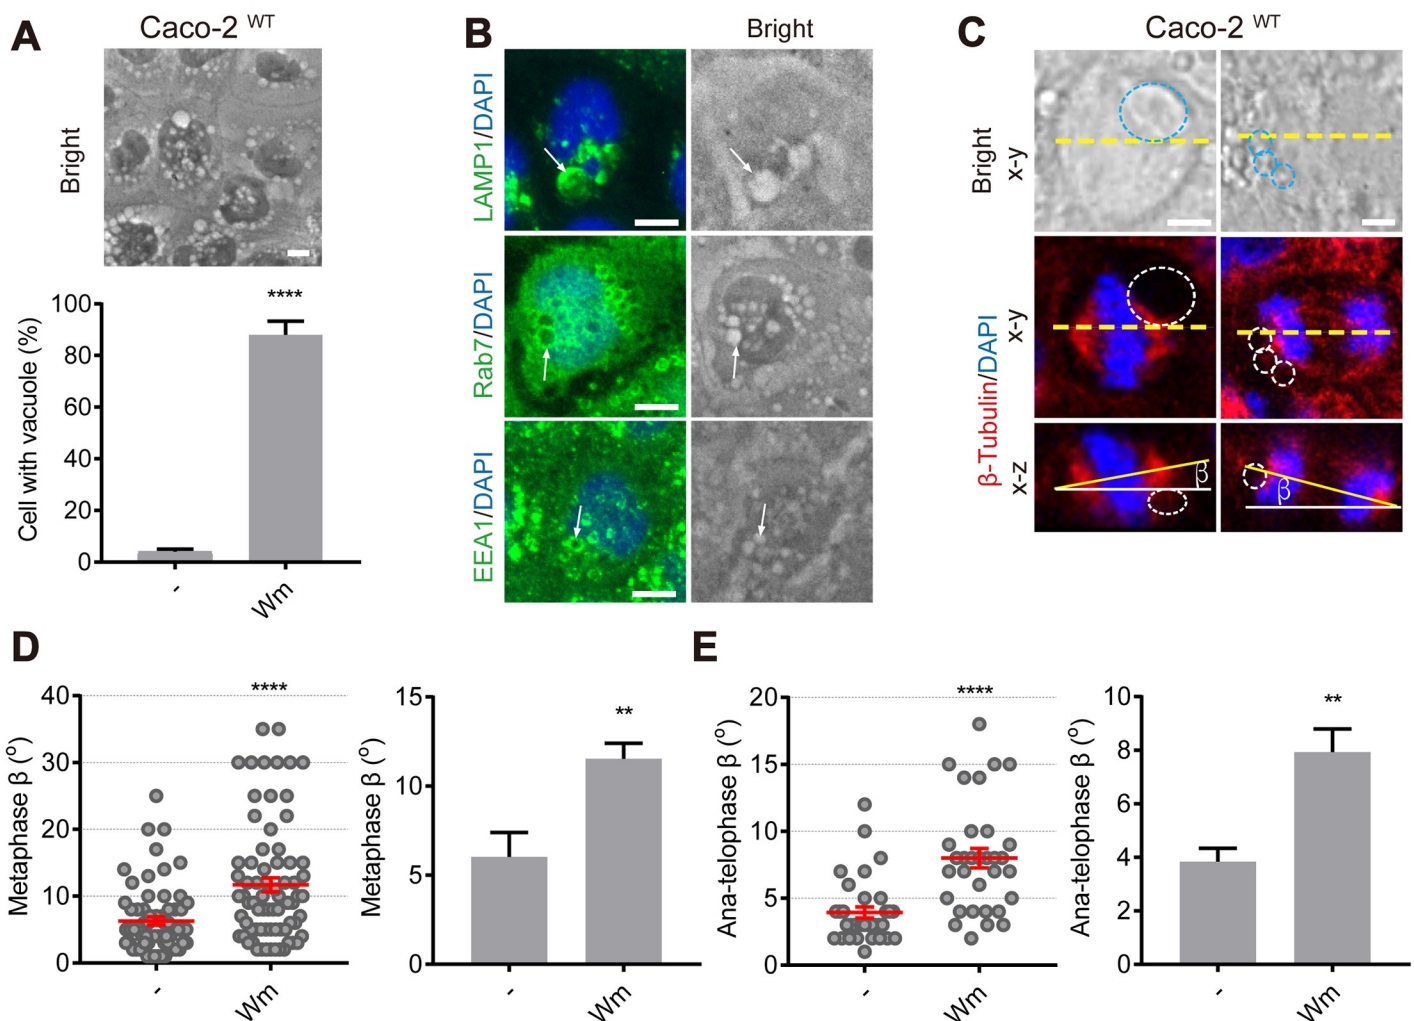 A
Caco-2 WT
Bright
Cell with vacuole (%)
100
80
60
40
20
0
****
-
Wm
B
Bright
LAMP1/DAPI
Rab7/DAPI
EEA1/DAPI
C
Caco-2 WT
Bright
x-y
x-y
β-Tubulin/DAPI
x-z
β
β
D
Metaphase β (º)
40
30
20
10
0
****
-
Wm
Metaphase β (º)
15
10
5
0
**
-
Wm
E
Ana-telophase β (º)
20
15
10
5
0
****
-
Wm
Ana-telophase β (º)
10
8
6
4
2
0
**
-
Wm